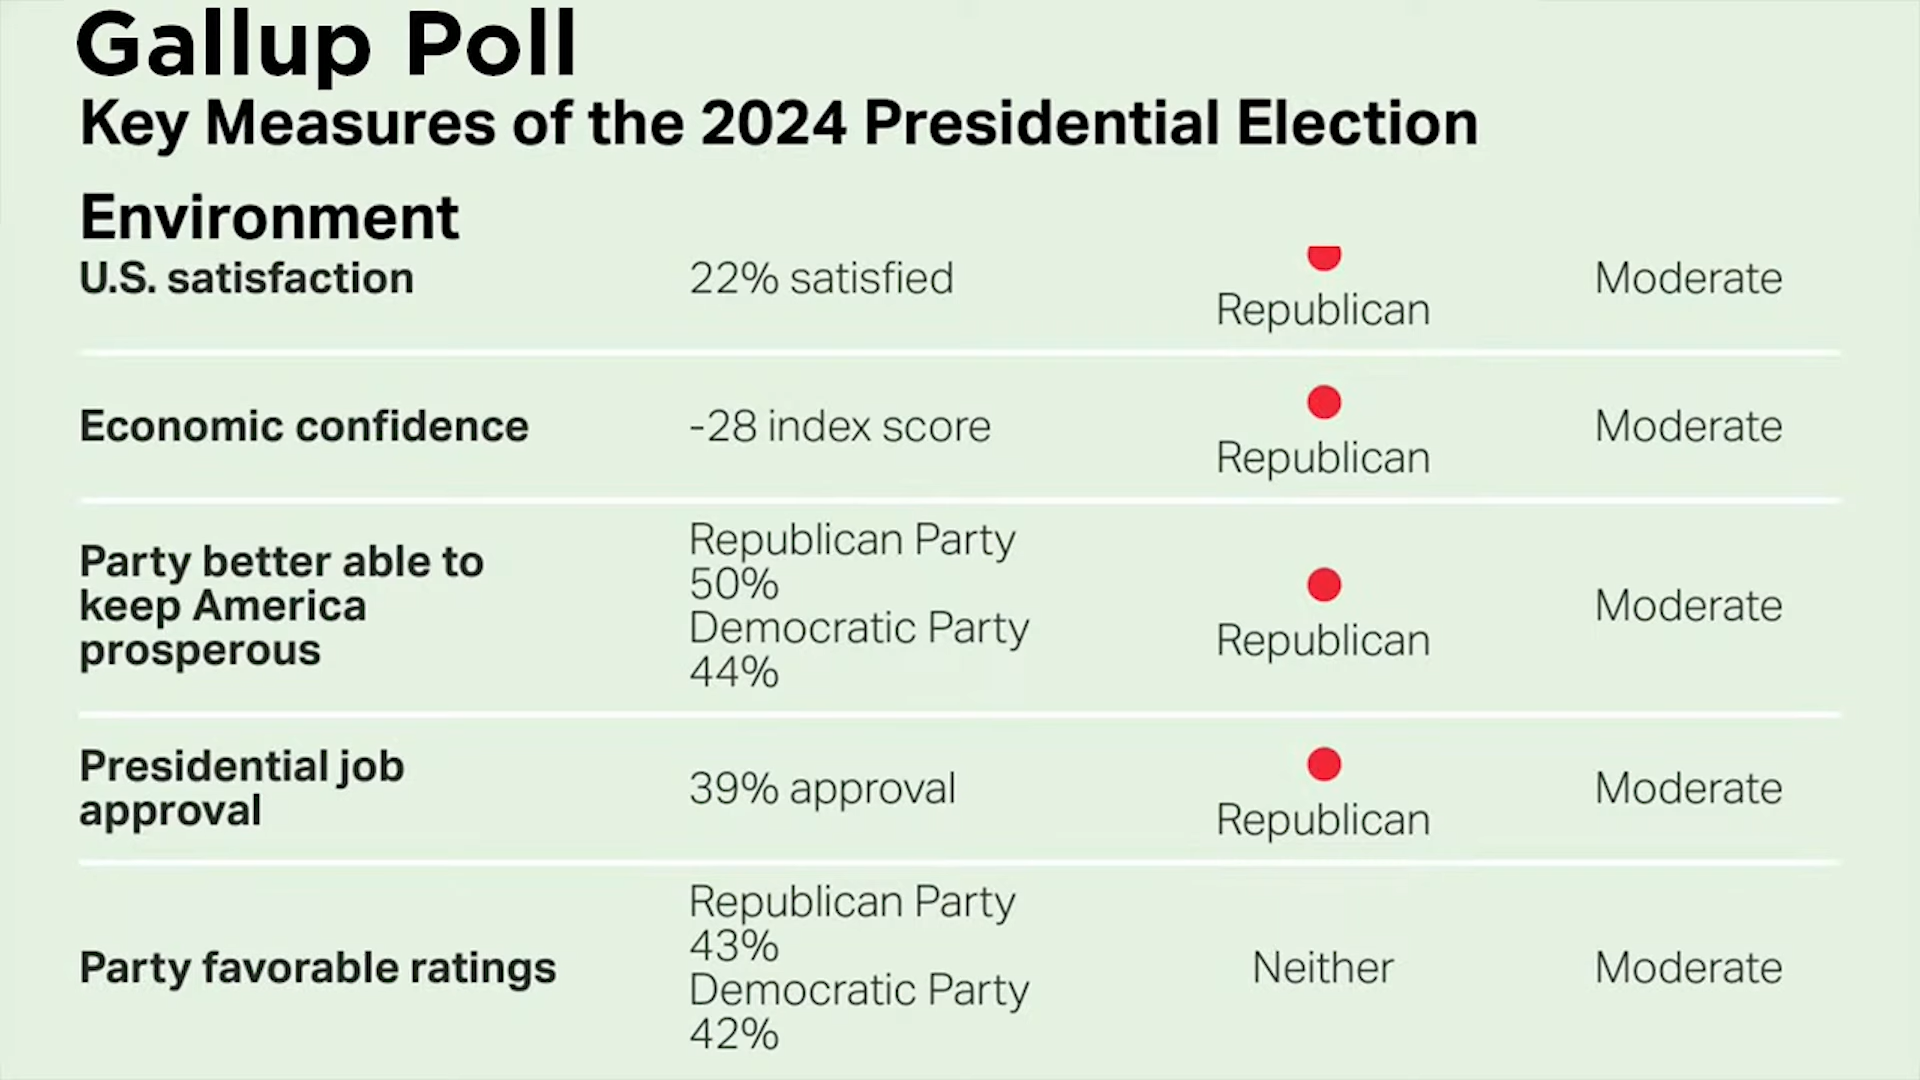 Gallup Poll
Key Measures of the 2024 Presidential Election
Environment
U.S. satisfaction
22% satisfied
Republican
Moderate
Economic confidence
-28 index score
Republican
Moderate
Party better able to
keep America
prosperous
Republican Party
50%
Democratic Party
44%
Republican
Moderate
Presidential job
approval
39% approval
Republican
Moderate
Party favorable ratings
Republican Party
43%
Democratic Party
42%
Neither
Moderate